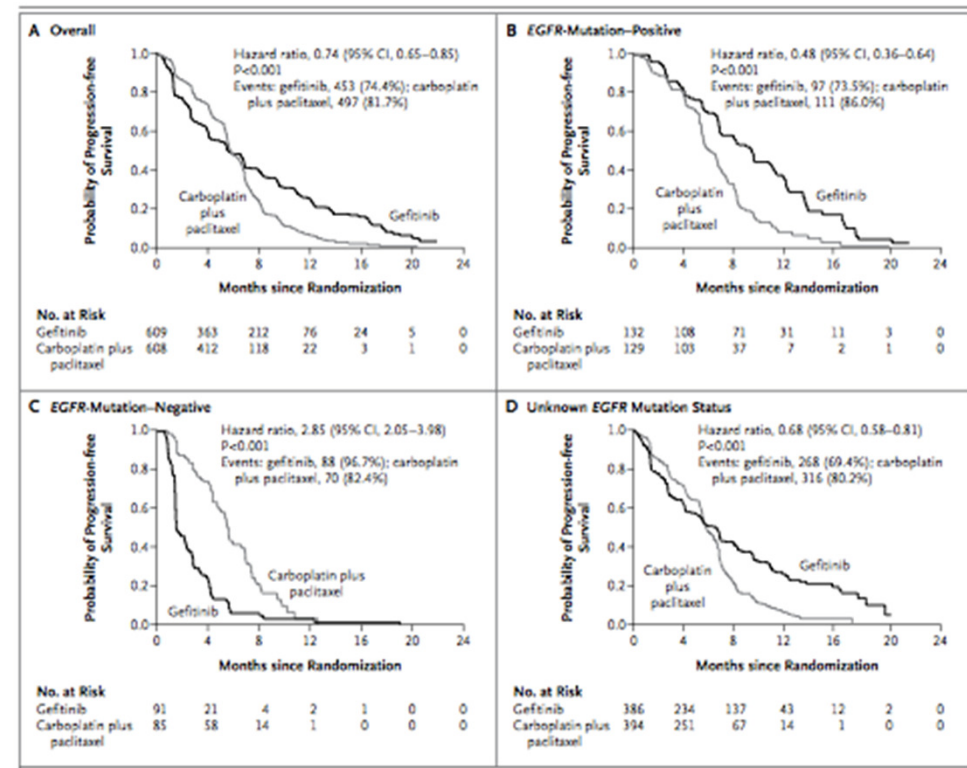 A Overall
Hazard ratio, 0.74 (95% CI, 0.65–0.85)
P<0.001
Events: gefitinib, 453 (74.4%); carboplatin
plus paclitaxel, 497 (81.7%)
Probability of Progression-free
Survival
1.0
0.8
0.6
0.4
0.2
0.0
Carboplatin
plus
paclitaxel
Gefitinib
0 4 8 12 16 20 24
Months since Randomization
No. at Risk
Gefitinib 609 363 212 76 24 5 0
Carboplatin plus 608 412 118 22 3 1 0
paclitaxel
B EGFR-Mutation–Positive
Hazard ratio, 0.48 (95% CI, 0.36–0.64)
P<0.001
Events: gefitinib, 97 (73.5%); carboplatin
plus paclitaxel, 111 (86.0%)
Probability of Progression-free
Survival
1.0
0.8
0.6
0.4
0.2
0.0
Carboplatin
plus
paclitaxel
Gefitinib
0 4 8 12 16 20 24
Months since Randomization
No. at Risk
Gefitinib 132 108 71 31 11 3 0
Carboplatin plus 129 103 37 7 2 1 0
paclitaxel
C EGFR-Mutation–Negative
Hazard ratio, 2.85 (95% CI, 2.05–3.98)
P<0.001
Events: gefitinib, 88 (96.7%); carboplatin
plus paclitaxel, 70 (82.4%)
Probability of Progression-free
Survival
1.0
0.8
0.6
0.4
0.2
0.0
Carboplatin plus
paclitaxel
Gefitinib
0 4 8 12 16 20 24
Months since Randomization
No. at Risk
Gefitinib 91 21 4 2 1 0 0
Carboplatin plus 85 58 14 1 0 0 0
paclitaxel
D Unknown EGFR Mutation Status
Hazard ratio, 0.68 (95% CI, 0.58–0.81)
P<0.001
Events: gefitinib, 268 (69.4%); carboplatin
plus paclitaxel, 316 (80.2%)
Probability of Progression-free
Survival
1.0
0.8
0.6
0.4
0.2
0.0
Carboplatin
plus
paclitaxel
Gefitinib
0 4 8 12 16 20 24
Months since Randomization
No. at Risk
Gefitinib 386 234 137 43 12 2 0
Carboplatin plus 394 251 67 14 1 0 0
paclitaxel